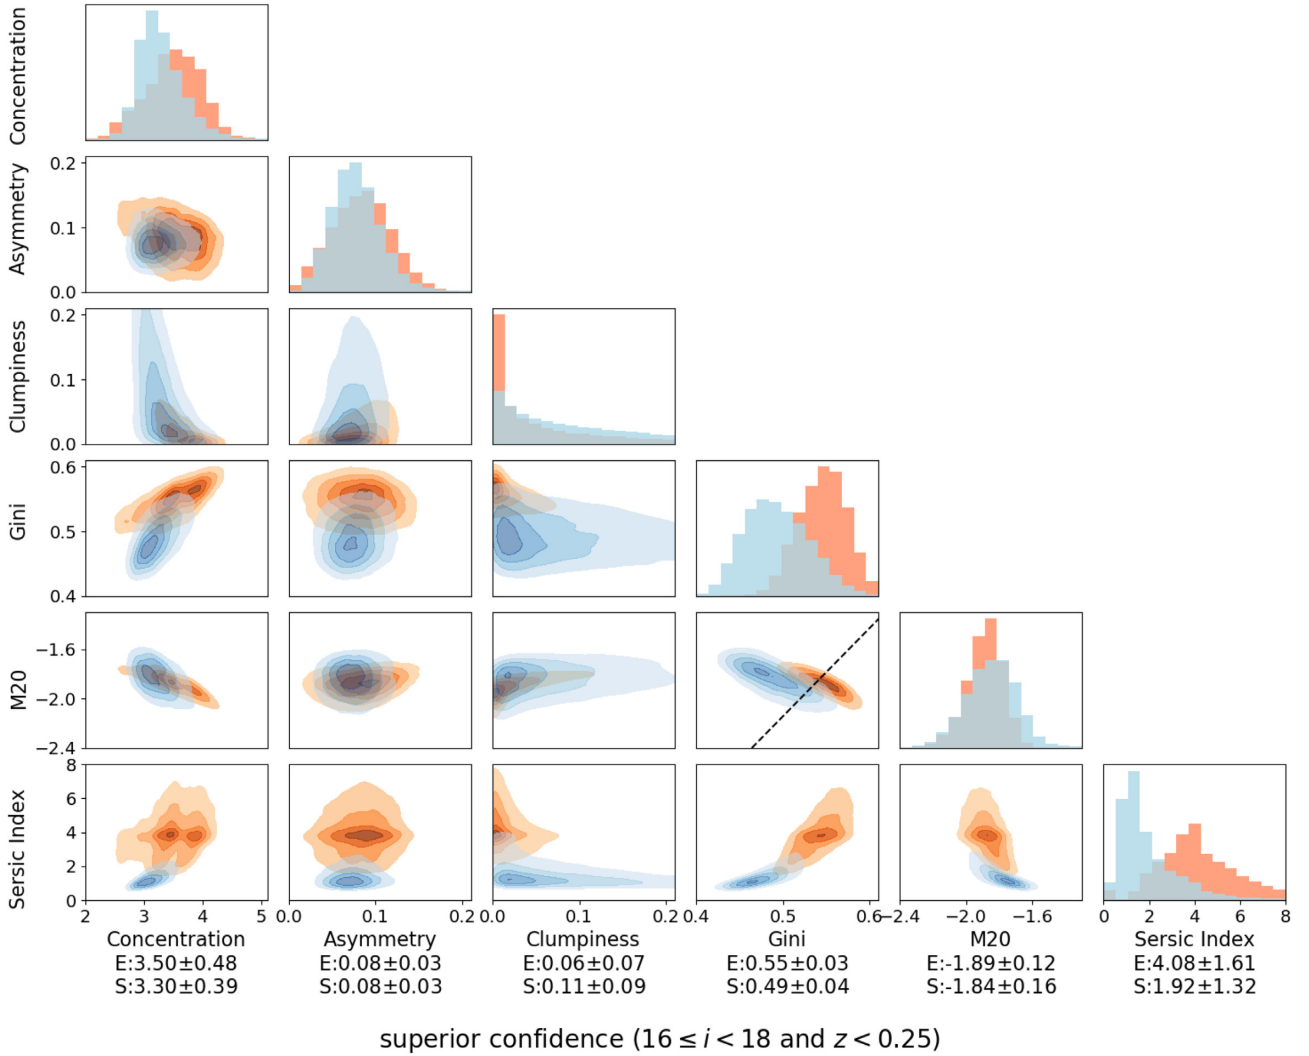 Concentration
Asymmetry
0.2
0.1
0.0
Clumpiness
0.2
0.1
0.0
Gini
0.6
0.5
0.4
M20
−1.6
−2.0
−2.4
Sersic Index
8
6
4
2
0
2 3 4 5 0.0 0.1 0.2 0.0 0.1 0.2 0.4 0.5 0.6 −2.4 −2.0 −1.6 0 2 4 6 8
Concentration Asymmetry Clumpiness Gini M20 Sersic Index
E:3.50±0.48 E:0.08±0.03 E:0.06±0.07 E:0.55±0.03 E:-1.89±0.12 E:4.08±1.61
S:3.30±0.39 S:0.08±0.03 S:0.11±0.09 S:0.49±0.04 S:-1.84±0.16 S:1.92±1.32
superior confidence (16 ≤ i < 18 and z < 0.25)